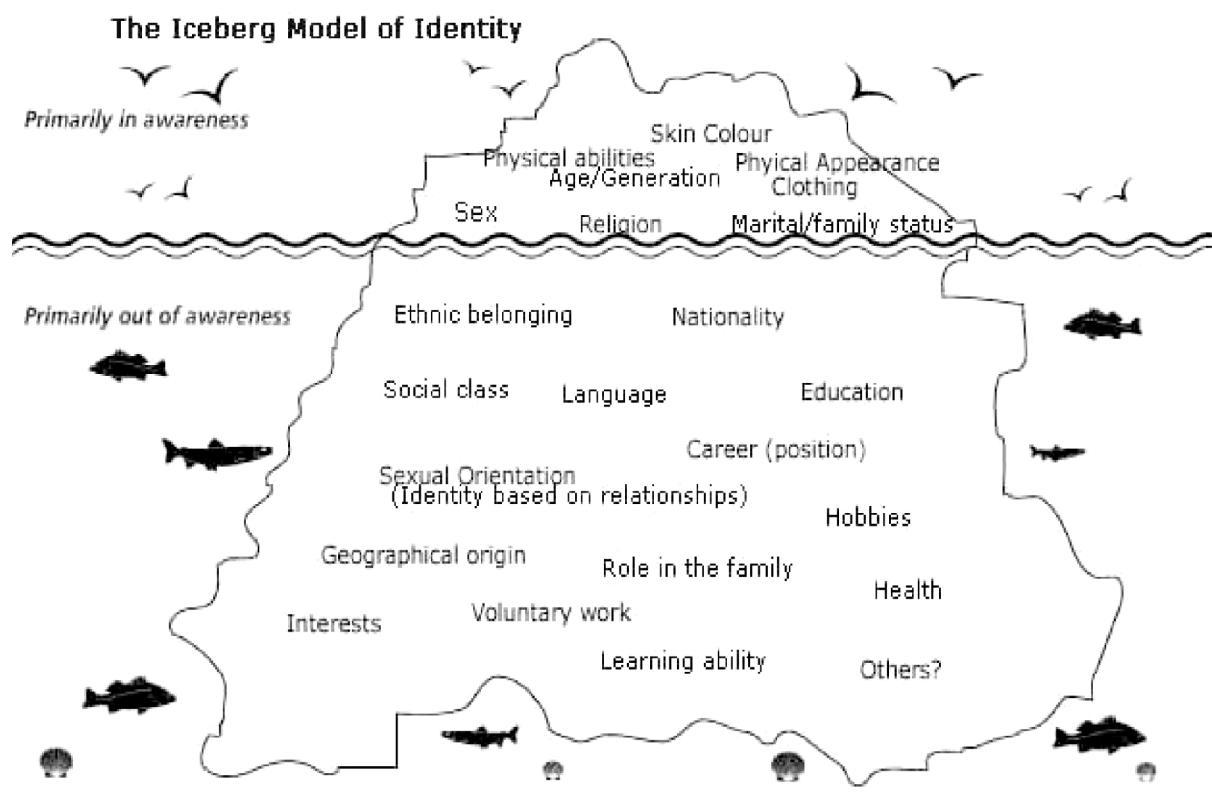 The Iceberg Model of Identity
Primarily in awareness
Skin Colour
Physical abilities
Phyical Appearance
Age/Generation
Clothing
Sex
Religion
Marital/family status
Primarily out of awareness
Ethnic belonging
Nationality
Social class
Language
Education
Career (position)
Sexual Orientation
(Identity based on relationships)
Hobbies
Geographical origin
Role in the family
Health
Interests
Voluntary work
Learning ability
Others?